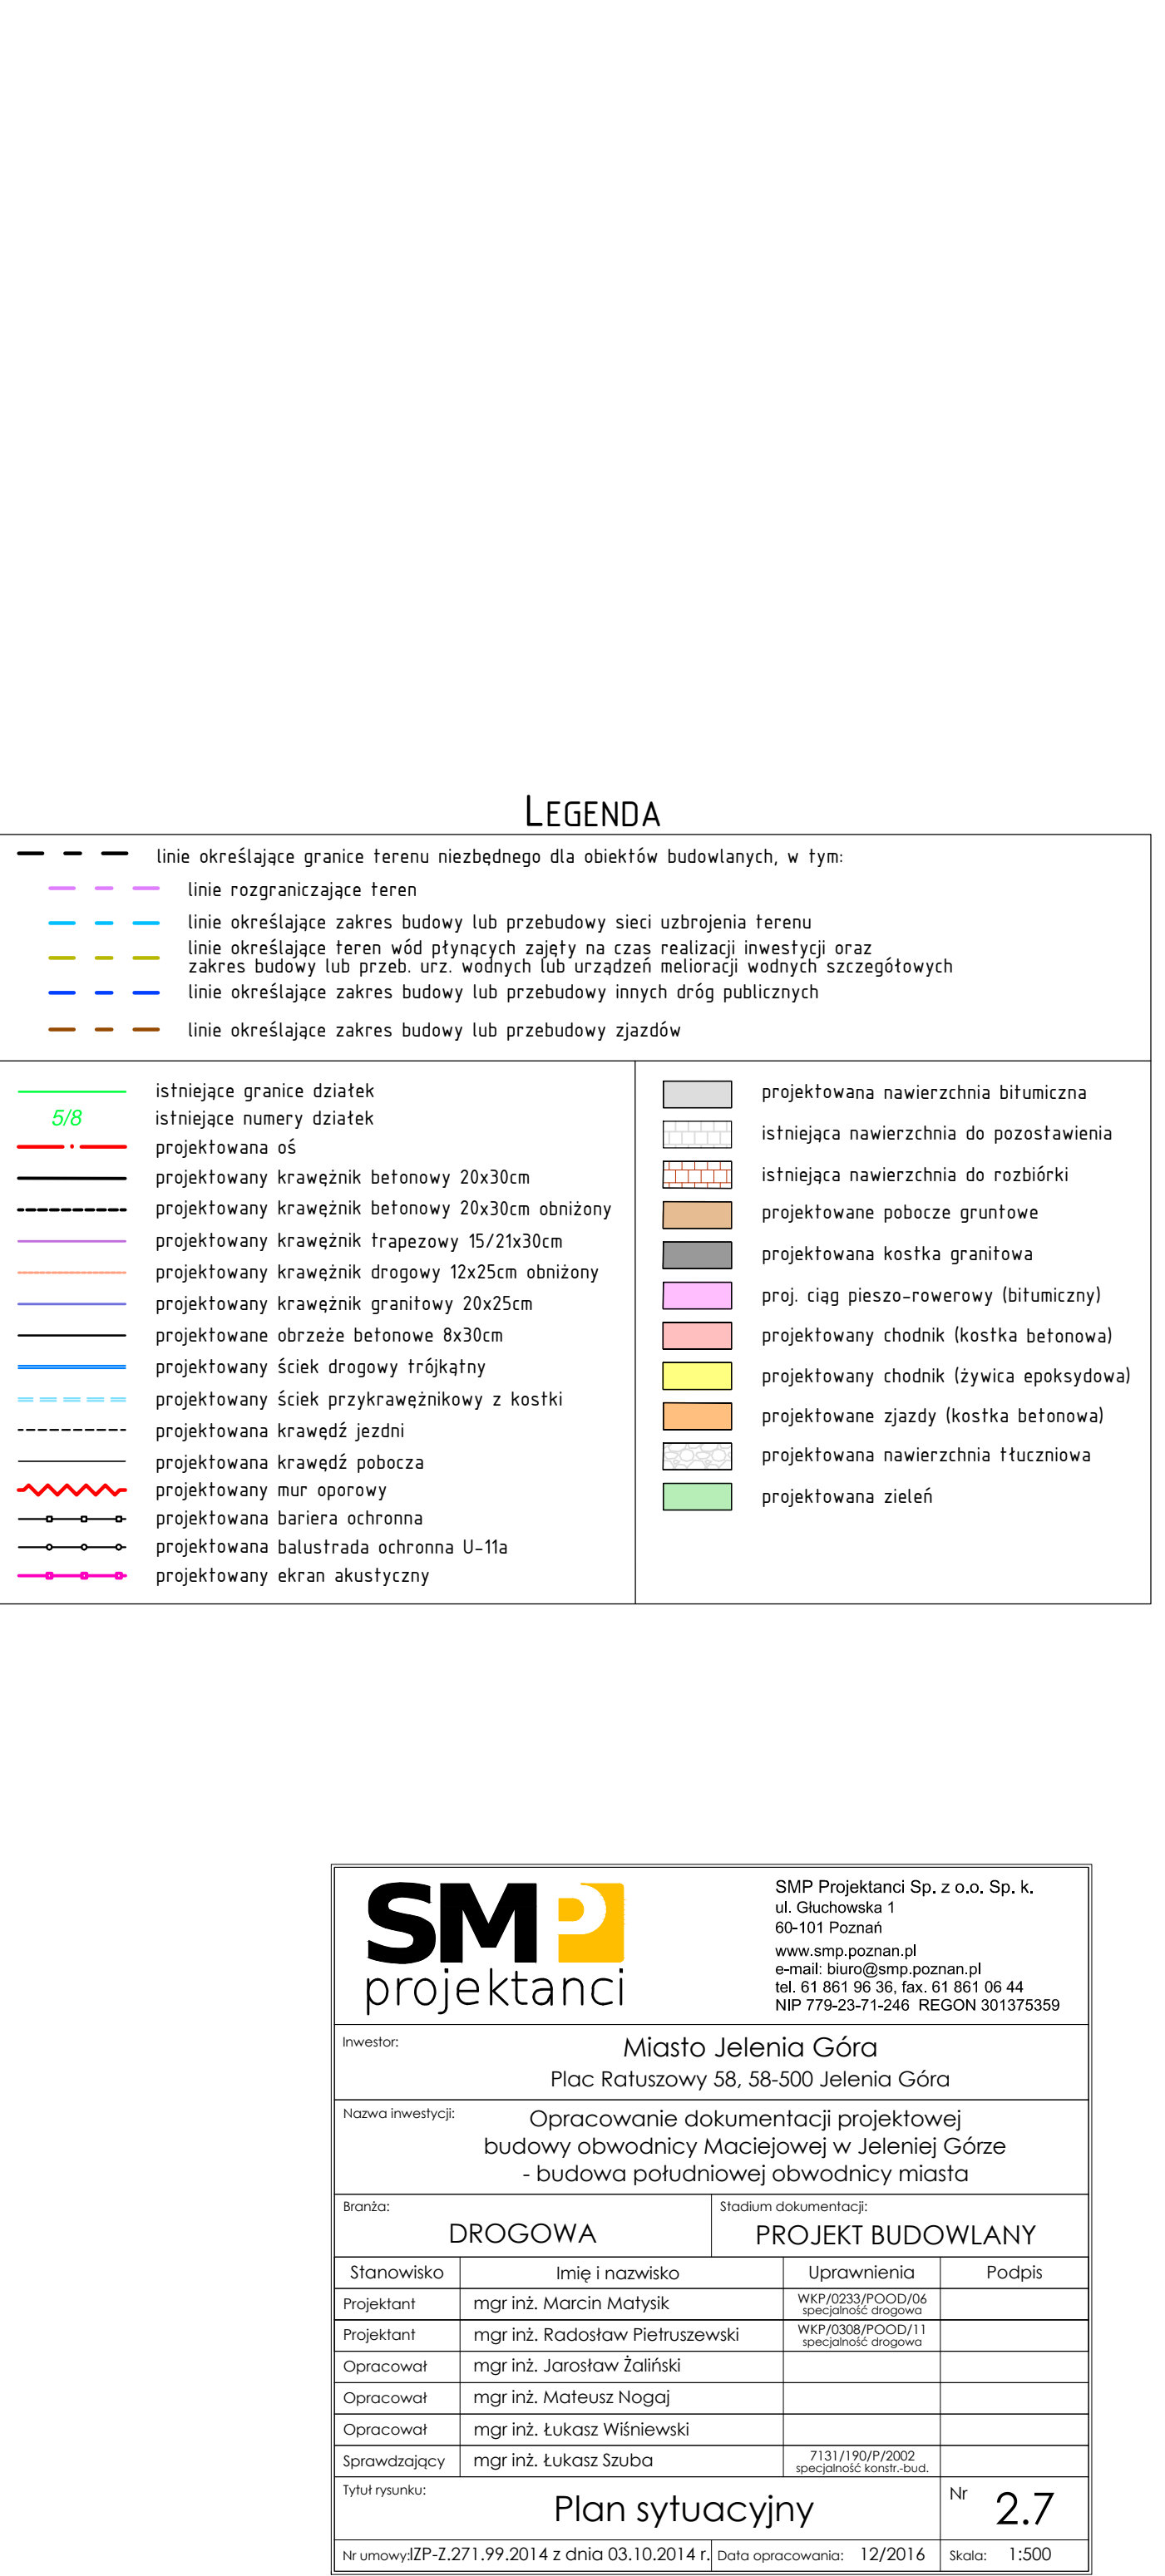 LEGENDA
linie określające granice terenu niezbędnego dla obiektów budowlanych, w tym:
linie rozgraniczające teren
linie określające zakres budowy lub przebudowy sieci uzbrojenia terenu
linie określające teren wód płynących zajęty na czas realizacji inwestycji oraz
zakres budowy lub przeb. urz. wodnych lub urządzeń melioracji wodnych szczegółowych
linie określające zakres budowy lub przebudowy innych dróg publicznych
linie określające zakres budowy lub przebudowy zjazdów
istniejące granice działek
5/8 istniejące numery działek
projektowana oś
projektowany krawężnik betonowy 20x30cm
projektowany krawężnik betonowy 20x30cm obniżony
projektowany krawężnik trapezowy 15/21x30cm
projektowany krawężnik drogowy 12x25cm obniżony
projektowany krawężnik granitowy 20x25cm
projektowane obrzeże betonowe 8x30cm
projektowany ściek drogowy trójkątny
projektowany ściek przykrawężnikowy z kostki
projektowana krawędź jezdni
projektowana krawędź pobocza
projektowany mur oporowy
projektowana bariera ochronna
projektowana balustrada ochronna U-11a
projektowany ekran akustyczny
projektowana nawierzchnia bitumiczna
istniejąca nawierzchnia do pozostawienia
istniejąca nawierzchnia do rozbiórki
projektowane pobocze gruntowe
projektowana kostka granitowa
proj. ciąg pieszo-rowerowy (bitumiczny)
projektowany chodnik (kostka betonowa)
projektowany chodnik (żywica epoksydowa)
projektowane zjazdy (kostka betonowa)
projektowana nawierzchnia tłuczniowa
projektowana zieleń
SMP
projektanci
SMP Projektanci Sp. z o.o. Sp. k.
ul. Głuchowska 1
60-101 Poznań
www.smp.poznan.pl
e-mail: biuro@smp.poznan.pl
tel. 61 861 96 36, fax. 61 861 06 44
NIP 779-23-71-246 REGON 301375359
Inwestor:
Miasto Jelenia Góra
Plac Ratuszowy 58, 58-500 Jelenia Góra
Nazwa inwestycji:
Opracowanie dokumentacji projektowej
budowy obwodnicy Maciejowej w Jeleniej Górze
- budowa południowej obwodnicy miasta
Branża:
DROGOWA
Stadium dokumentacji:
PROJEKT BUDOWLANY
Stanowisko Imię i nazwisko Uprawnienia Podpis
Projektant mgr inż. Marcin Matysik WKP/0233/POOD/06
specjalność drogowa
Projektant mgr inż. Radosław Pietruszewski WKP/0308/POOD/11
specjalność drogowa
Opracował mgr inż. Jarosław Żaliński
Opracował mgr inż. Mateusz Nogaj
Opracował mgr inż. Łukasz Wiśniewski
Sprawdzający mgr inż. Łukasz Szuba 7131/190/P/2002
specjalność konstr.-bud.
Tytuł rysunku:
Plan sytuacyjny
Nr 2.7
Nr umowy: IZP-Z.271.99.2014 z dnia 03.10.2014 r. Data opracowania: 12/2016 Skala: 1:500